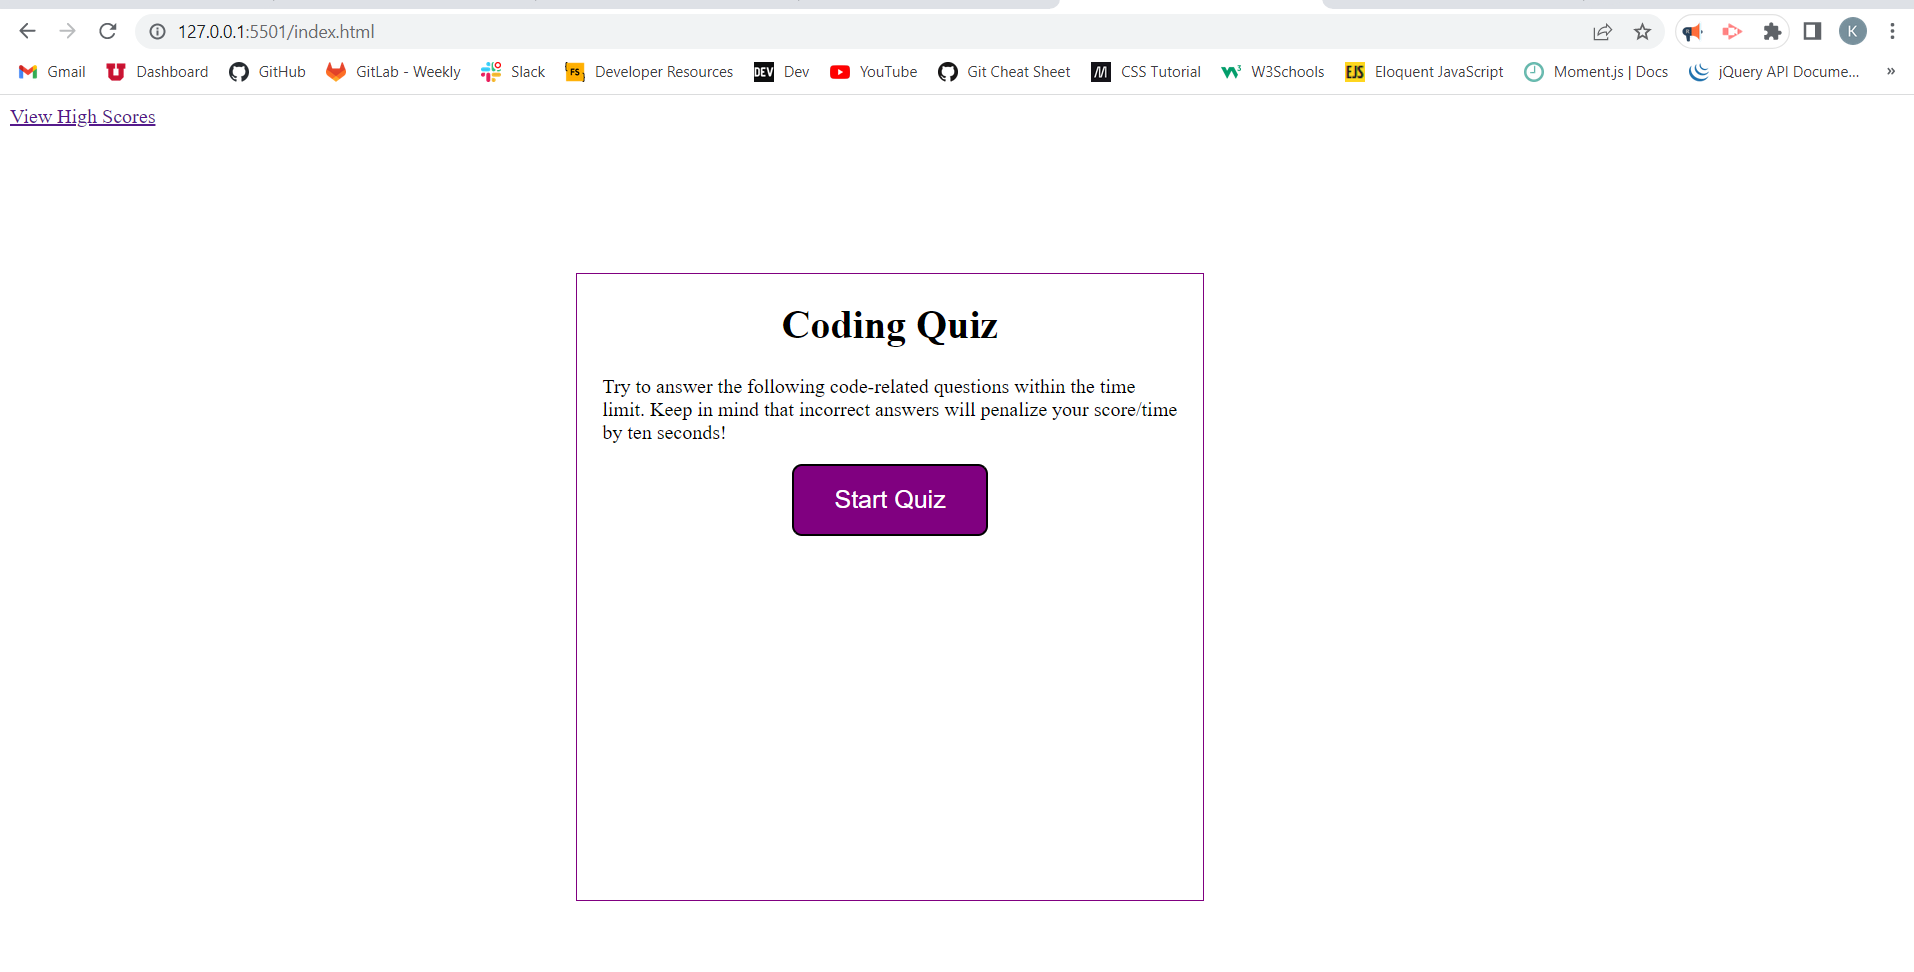 127.0.0.1:5501/index.html
K
Gmail Dashboard GitHub GitLab - Weekly Slack FS Developer Resources DEV Dev YouTube Git Cheat Sheet M CSS Tutorial W3Schools EJS Eloquent JavaScript Moment.js | Docs jQuery API Docume... »
View High Scores
Coding Quiz
Try to answer the following code-related questions within the time
limit. Keep in mind that incorrect answers will penalize your score/time
by ten seconds!
Start Quiz